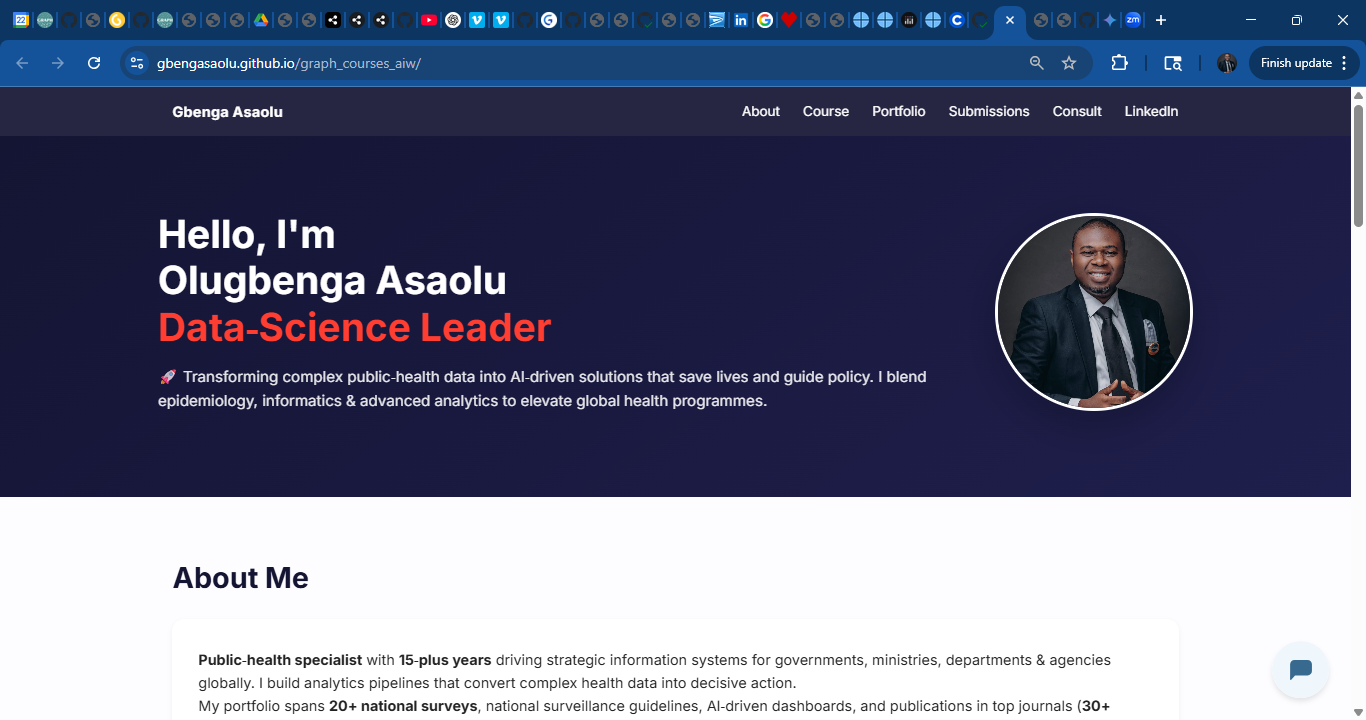 gbengasaolu.github.io/graph_courses_aiw/
Finish update
Gbenga Asaolu
About Course Portfolio Submissions Consult LinkedIn
Hello, I'm
Olugbenga Asaolu
Data-Science Leader
🚀 Transforming complex public-health data into AI-driven solutions that save lives and guide policy. I blend
epidemiology, informatics & advanced analytics to elevate global health programmes.
About Me
Public-health specialist with 15-plus years driving strategic information systems for governments, ministries, departments & agencies
globally. I build analytics pipelines that convert complex health data into decisive action.
My portfolio spans 20+ national surveys, national surveillance guidelines, AI-driven dashboards, and publications in top journals (30+